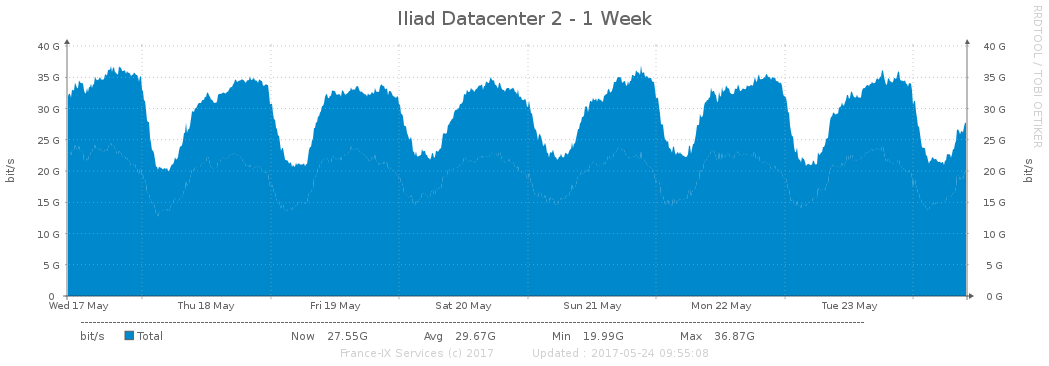 Iliad Datacenter 2 - 1 Week
RRDTOOL / TOBI OETIKER
bit/s
40 G 40 G
35 G 35 G
30 G 30 G
25 G 25 G
20 G 20 G
15 G 15 G
10 G 10 G
5 G 5 G
0 0 G
bit/s
Wed 17 May Thu 18 May Fri 19 May Sat 20 May Sun 21 May Mon 22 May Tue 23 May
bit/s Total Now 27.55G Avg 29.67G Min 19.99G Max 36.87G
France-IX Services (c) 2017 Updated : 2017-05-24 09:55:08